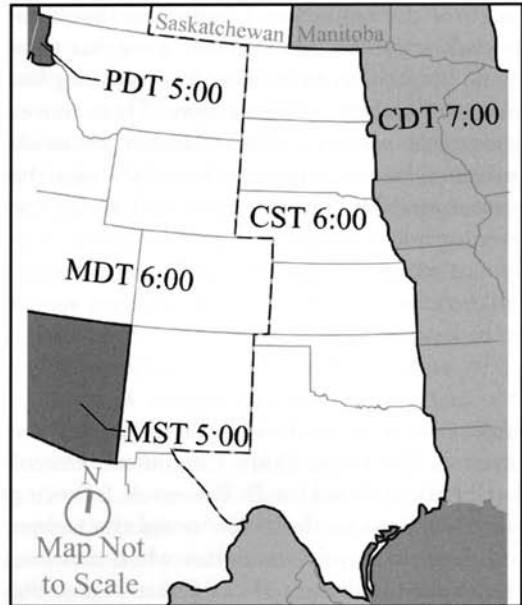 Saskatchewan Manitoba
PDT 5:00
CDT 7:00
CST 6:00
MDT 6:00
MST 5:00
N
Map Not
to Scale